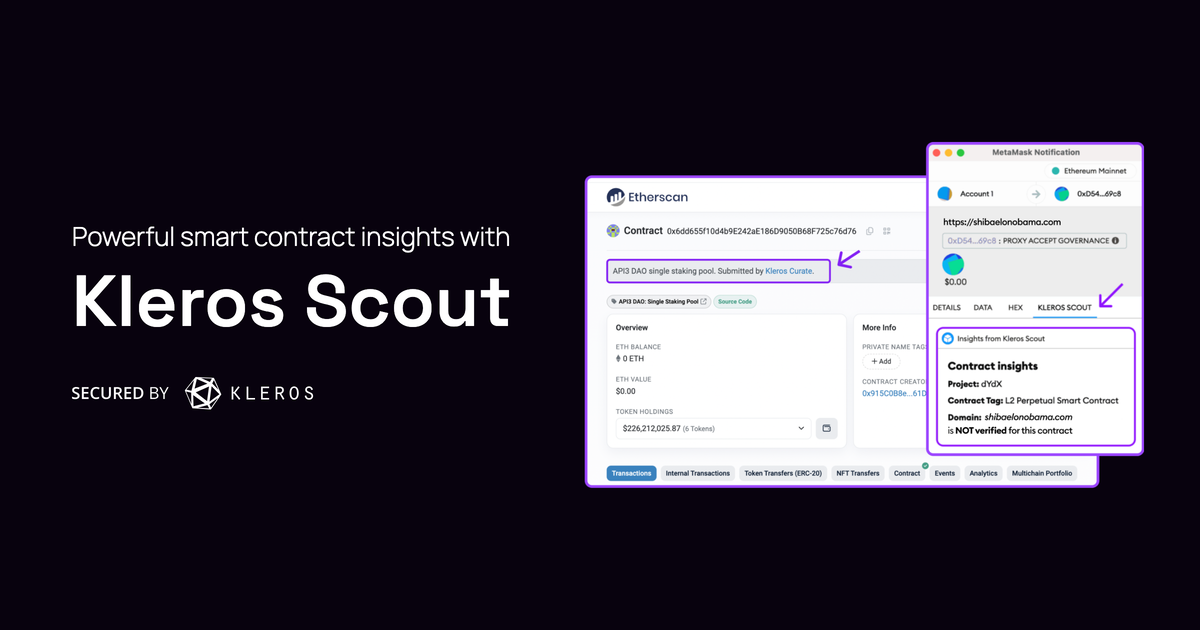 Powerful smart contract insights with
Kleros Scout
SECURED BY KLEROS
Etherscan
Contract 0x6dd655f10d4b9E242aE186D9050B68F725c76d76
API3 DAO single staking pool. Submitted by Kleros Curate.
API3 DAO: Single Staking Pool Source Code
Overview
ETH BALANCE
0 ETH
ETH VALUE
$0.00
TOKEN HOLDINGS
$226,212,025.87 (6 Tokens)
More Info
PRIVATE NAME TAG
+ Add
CONTRACT CREATO
0x915C0B8e...61D
Transactions Internal Transactions Token Transfers (ERC-20) NFT Transfers Contract Events Analytics Multichain Portfolio
MetaMask Notification
Ethereum Mainnet
Account 1 0xD54...69c8
https://shibaelonobama.com
0xD54...69c8 : PROXY ACCEPT GOVERNANCE
$0.00
DETAILS DATA HEX KLEROS SCOUT
Insights from Kleros Scout
Contract insights
Project: dYdX
Contract Tag: L2 Perpetual Smart Contract
Domain: shibaelonobama.com
is NOT verified for this contract